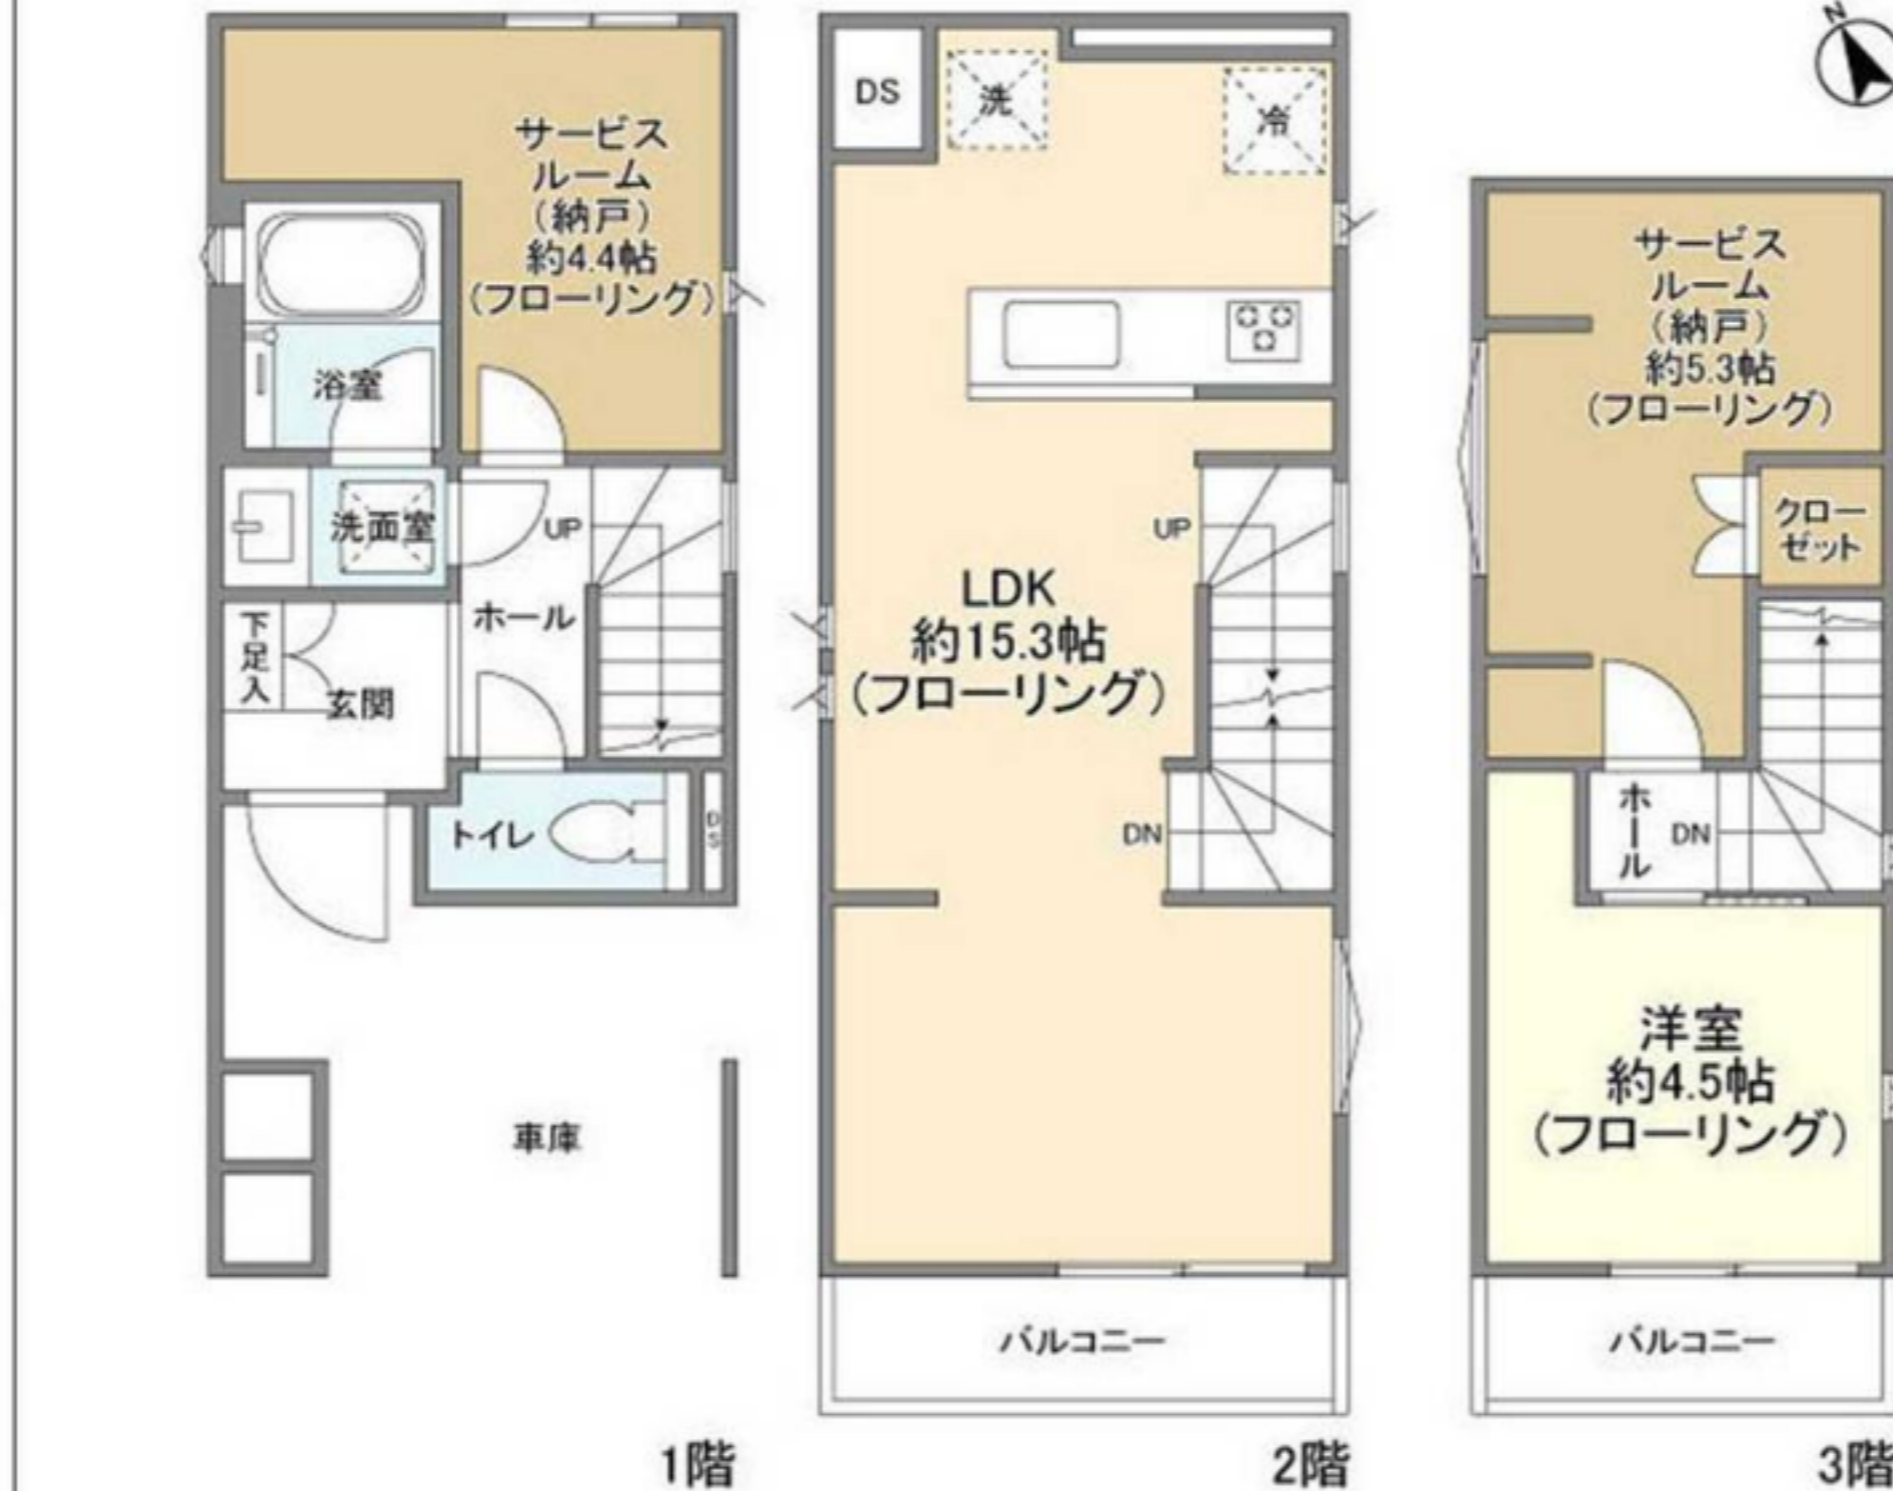 サービス
ルーム
（納戸）
約4.4帖
（フローリング）
浴室
洗面室
UP
ホール
下足入
玄関
トイレ
DS
車庫
1階
DS
洗
冷
UP
LDK
約15.3帖
（フローリング）
DN
バルコニー
2階
N
サービス
ルーム
（納戸）
約5.3帖
（フローリング）
クロー
ゼット
ホール
DN
洋室
約4.5帖
（フローリング）
バルコニー
3階